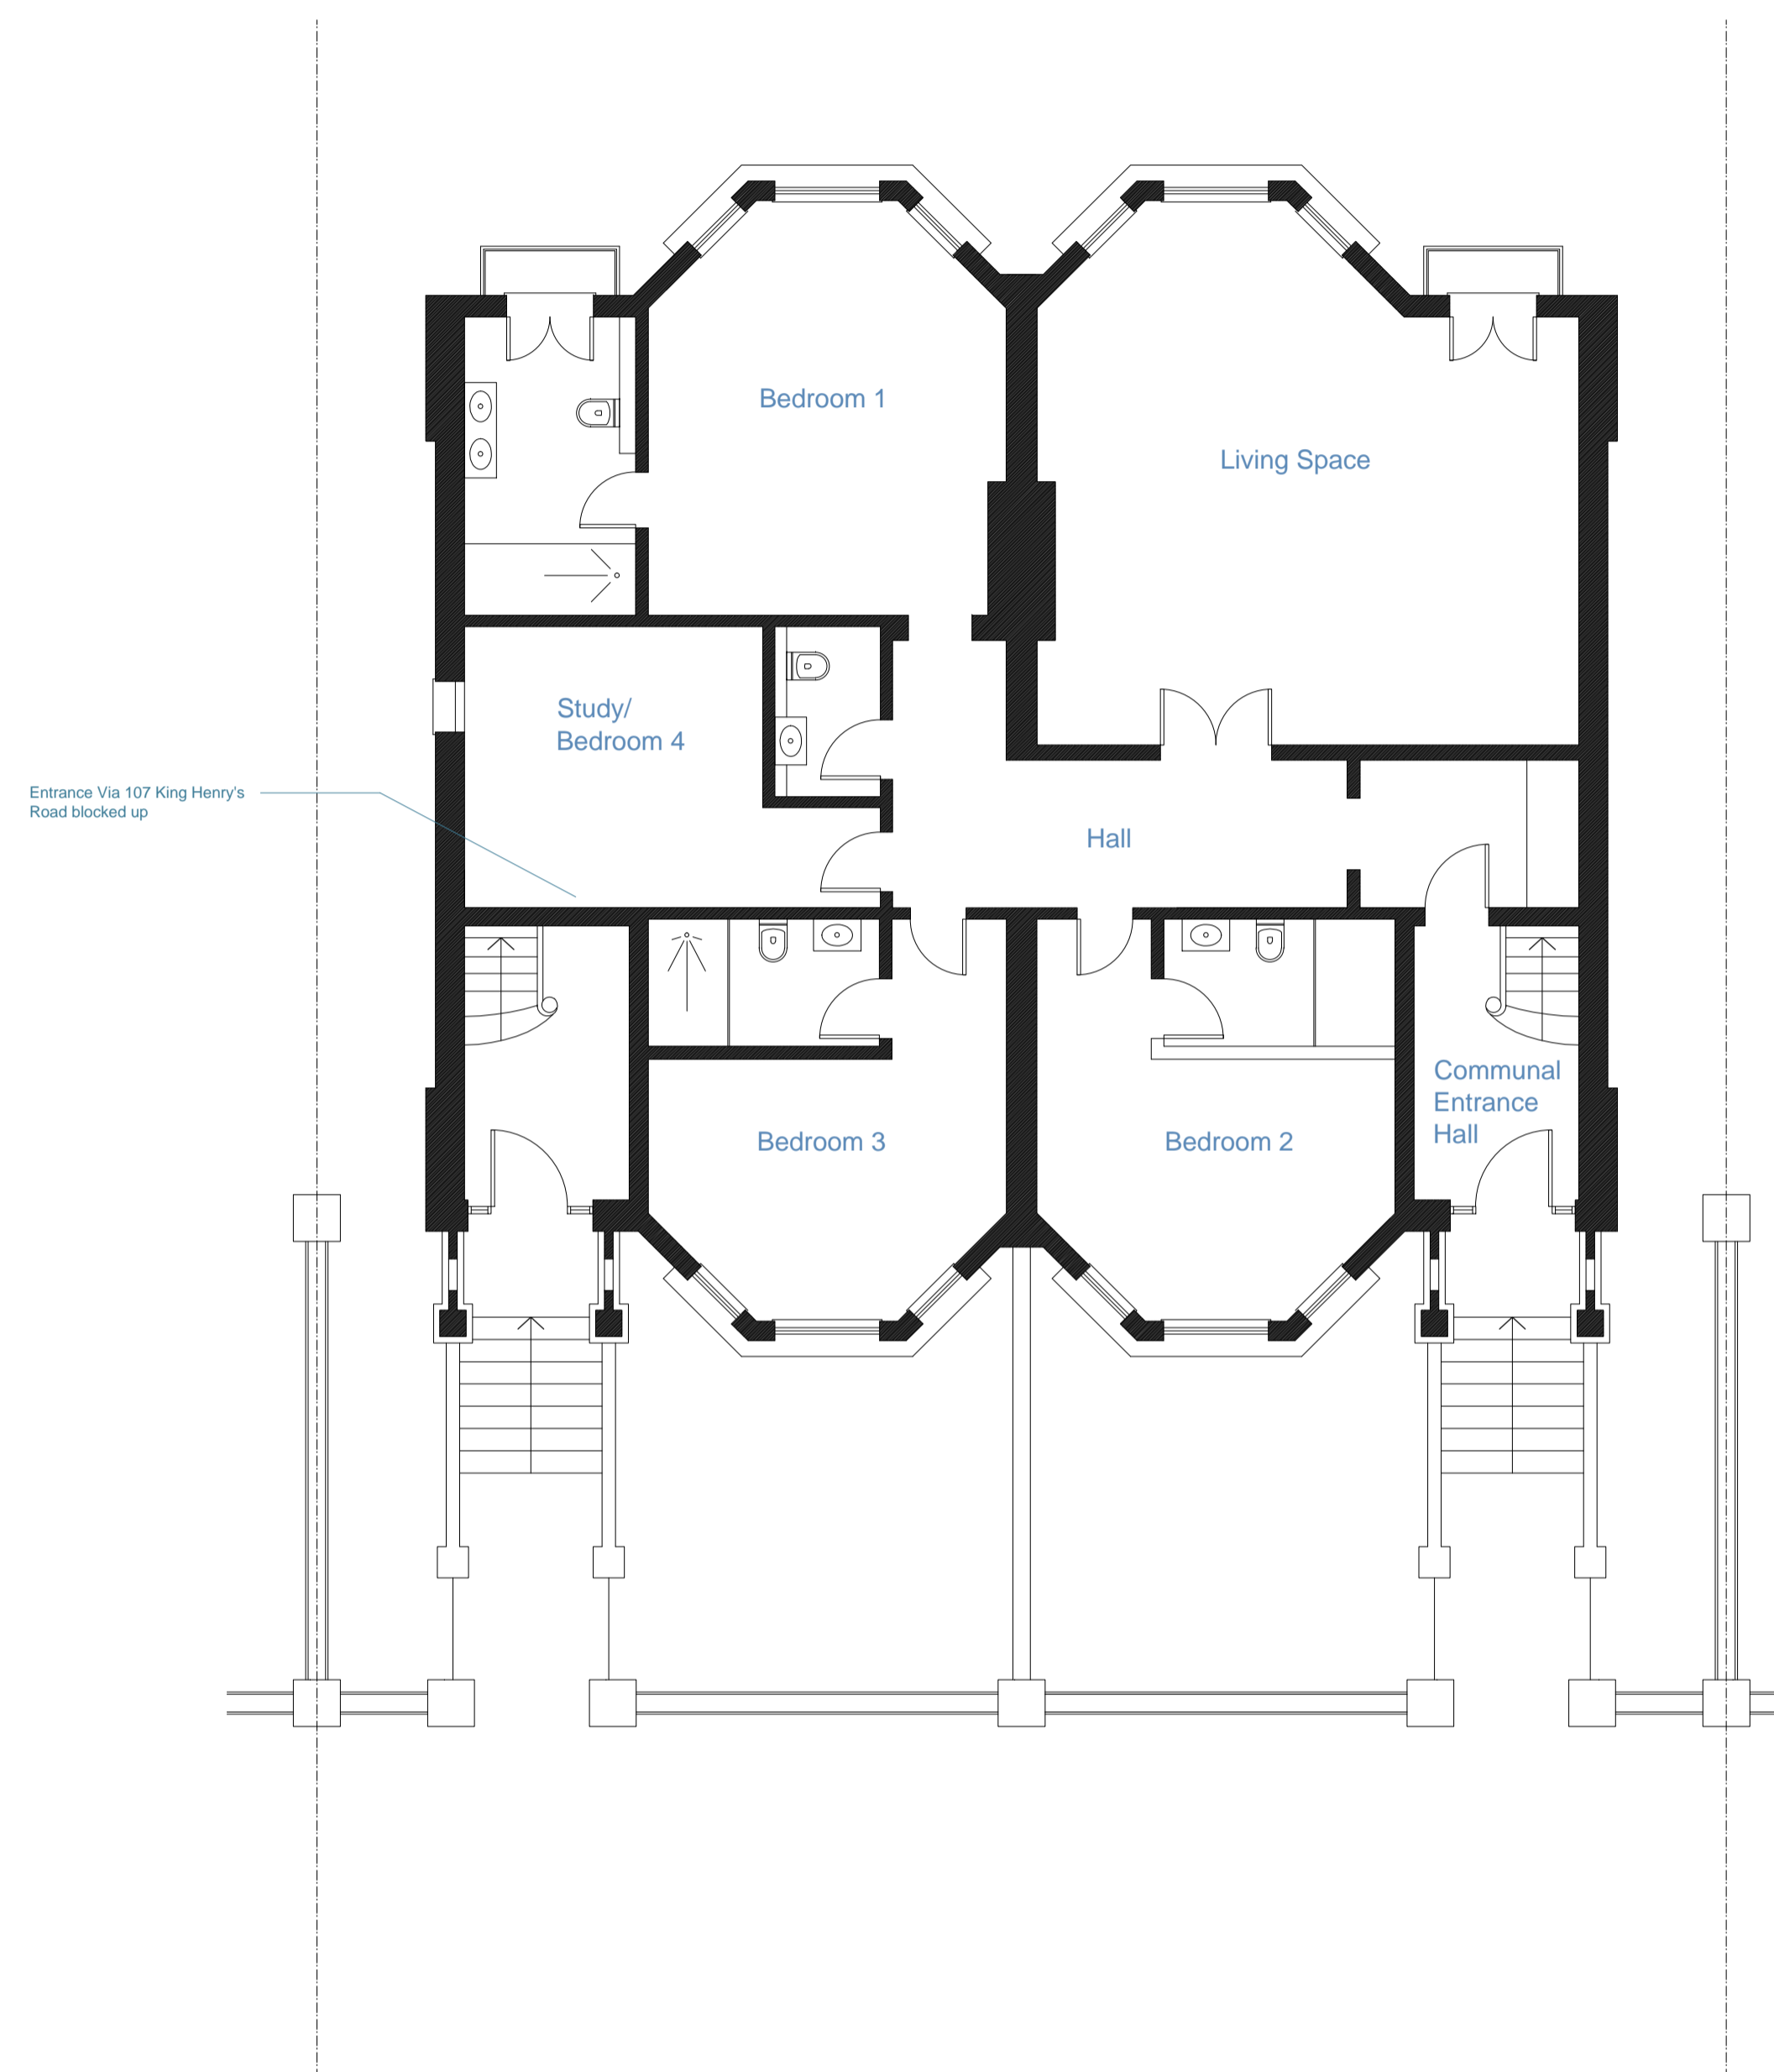 Bedroom 1
Living Space
Study/
Bedroom 4
Entrance Via 107 King Henry's
Road blocked up
Hall
Communal
Entrance
Hall
Bedroom 3
Bedroom 2